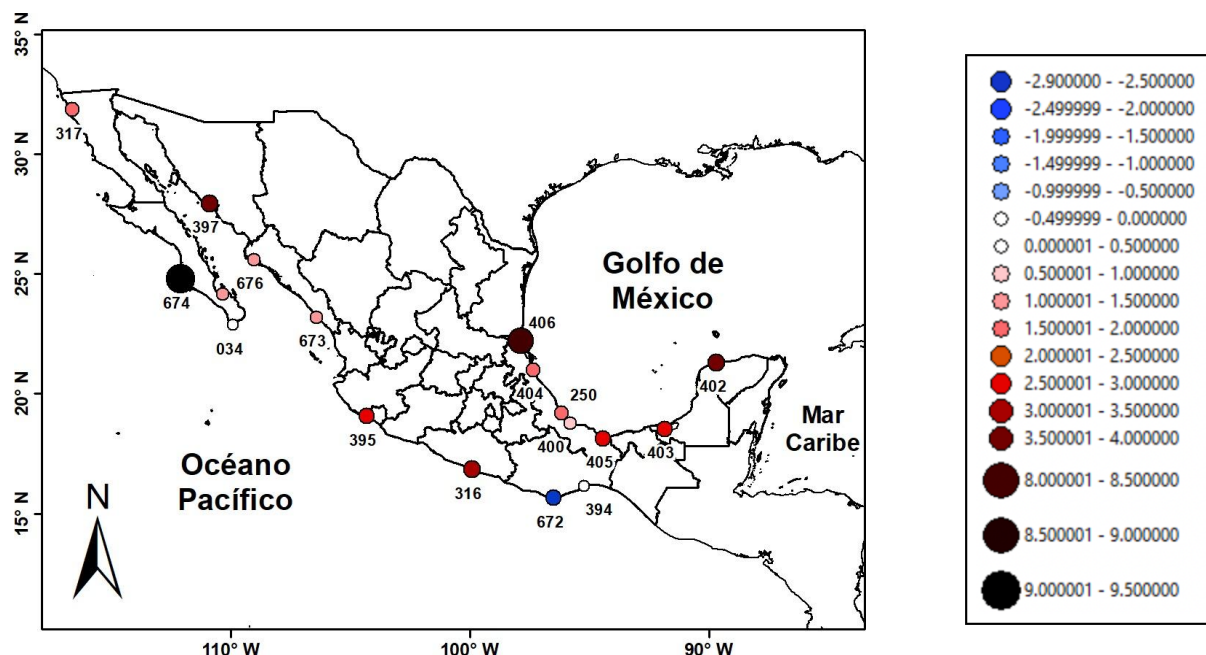 35° N
30° N
25° N
20° N
15° N
317
397
674
676
034
673
395
316
672
394
406
404
250
400
405
403
402
Golfo de
México
Mar
Caribe
Océano
Pacífico
N
110° W
100° W
90° W
-2.900000 - -2.500000
-2.499999 - -2.000000
-1.999999 - -1.500000
-1.499999 - -1.000000
-0.999999 - -0.500000
-0.499999 - 0.000000
0.000001 - 0.500000
0.500001 - 1.000000
1.000001 - 1.500000
1.500001 - 2.000000
2.000001 - 2.500000
2.500001 - 3.000000
3.000001 - 3.500000
3.500001 - 4.000000
8.000001 - 8.500000
8.500001 - 9.000000
9.000001 - 9.500000